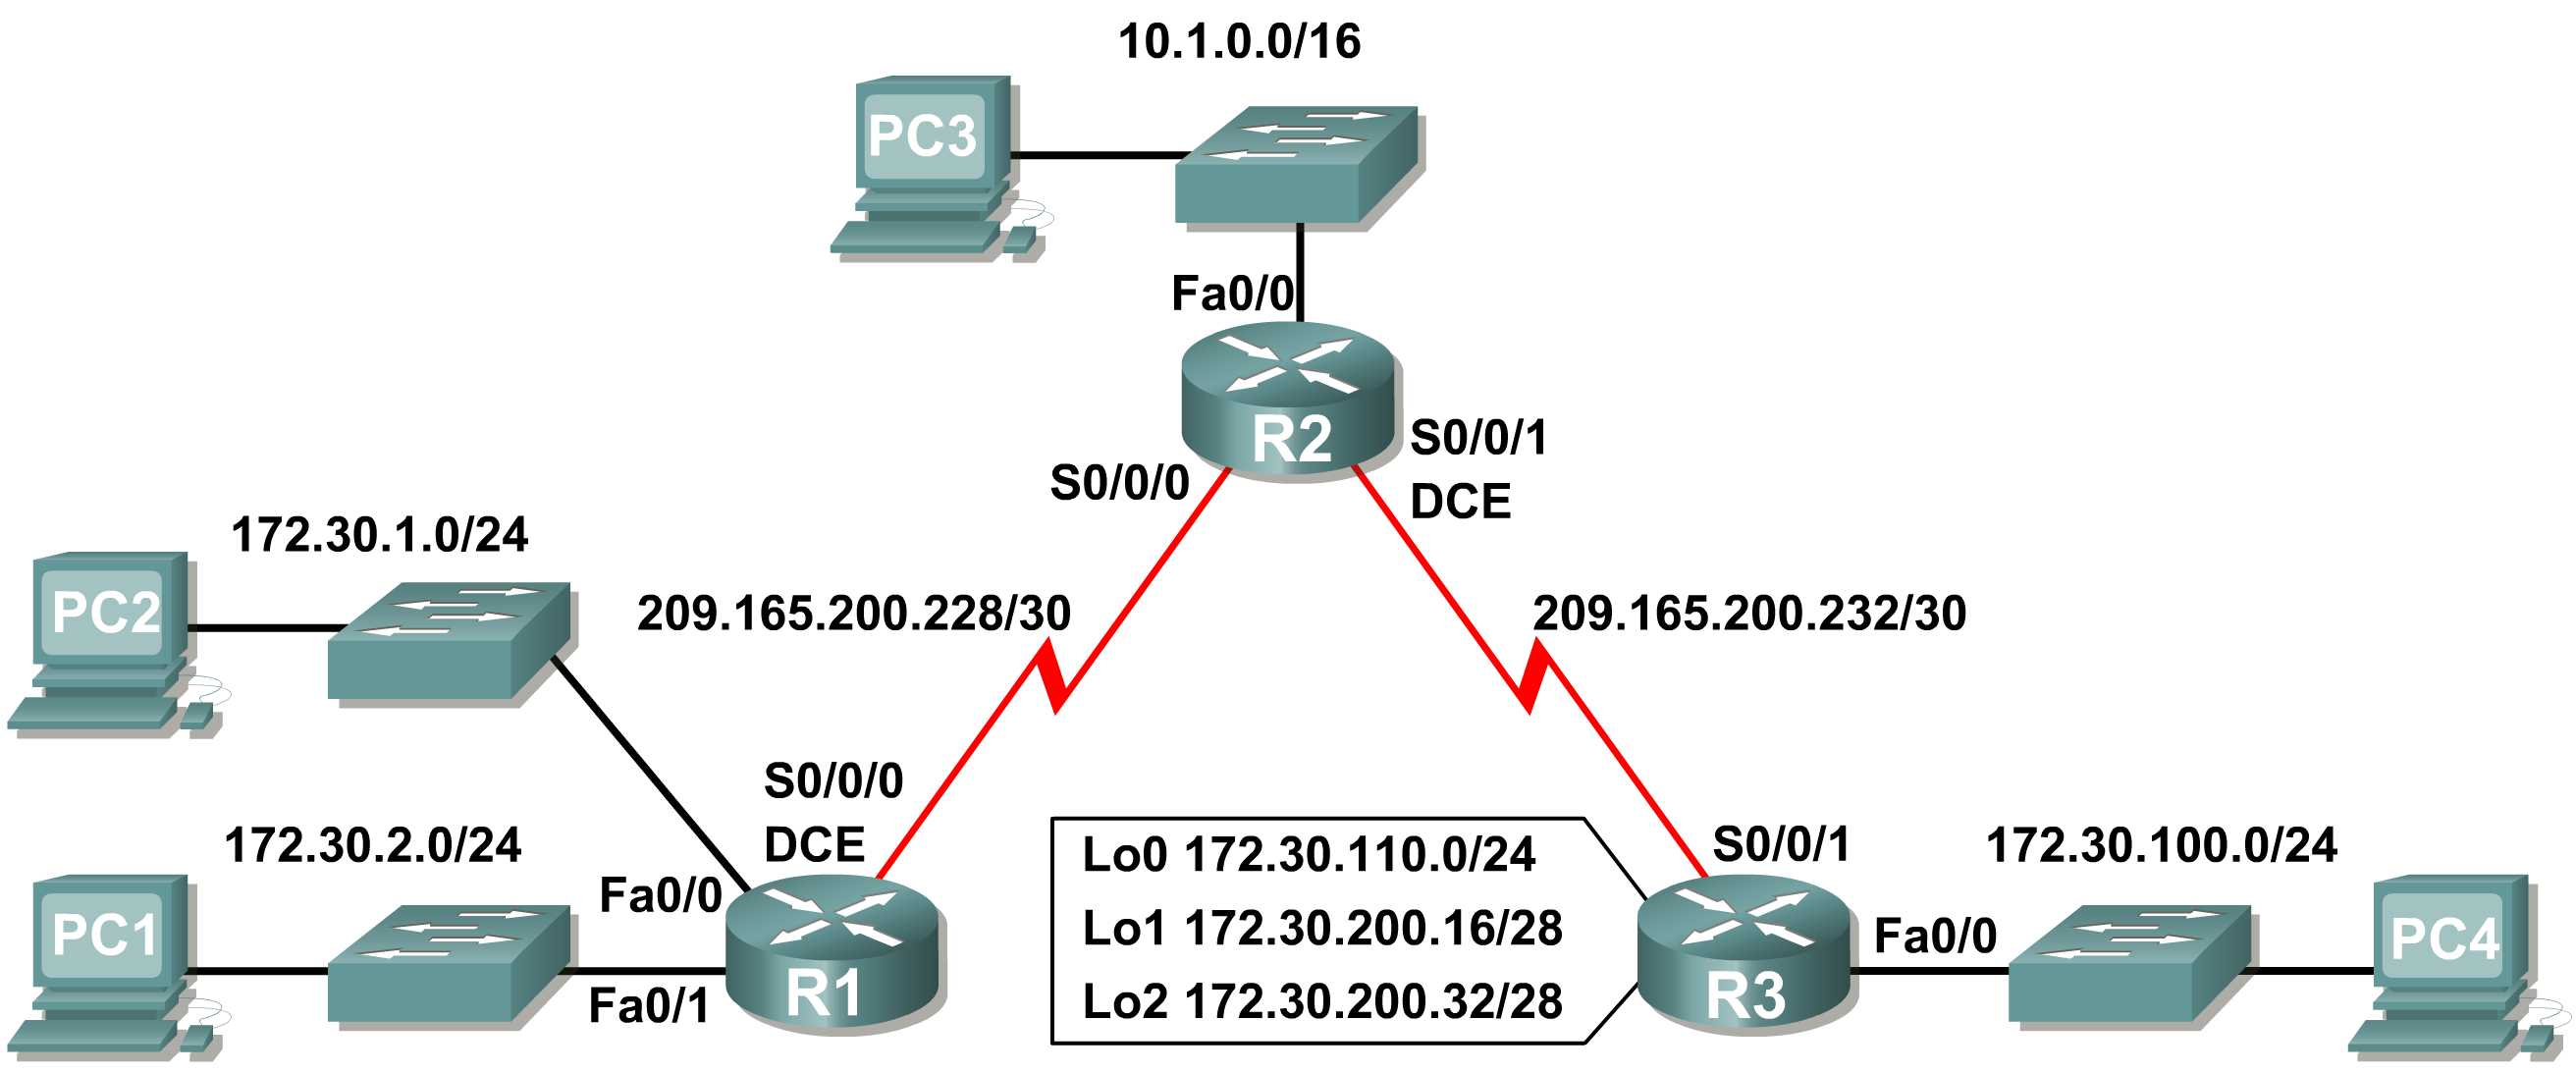 10.1.0.0/16
PC3
Fa0/0
R2
S0/0/1
DCE
S0/0/0
172.30.1.0/24
PC2
209.165.200.228/30
209.165.200.232/30
S0/0/0
DCE
172.30.2.0/24
PC1
Fa0/0
Fa0/1
R1
Lo0 172.30.110.0/24
Lo1 172.30.200.16/28
Lo2 172.30.200.32/28
S0/0/1
R3
Fa0/0
172.30.100.0/24
PC4